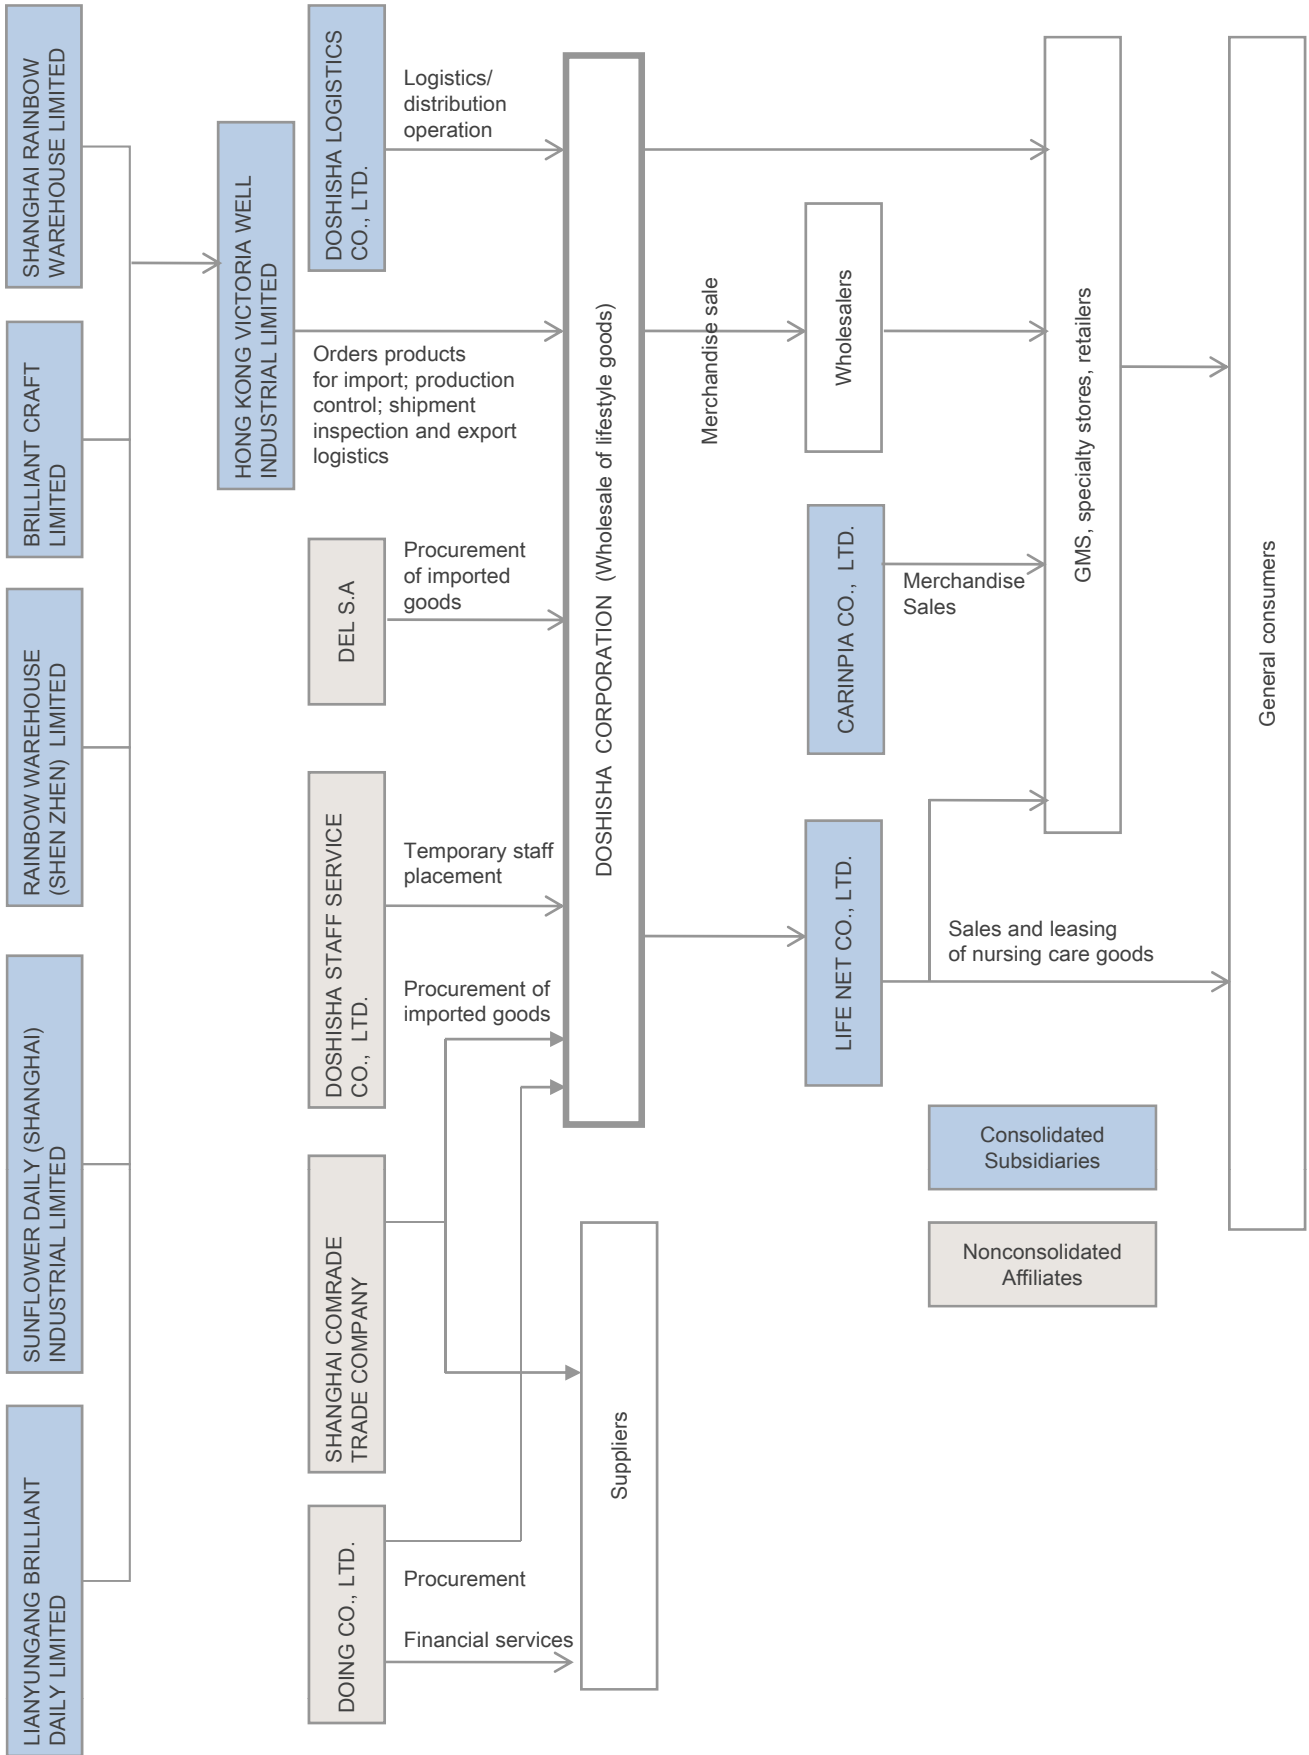 SHANGHAI RAINBOW
WAREHOUSE LIMITED
BRILLIANT CRAFT
LIMITED
RAINBOW WAREHOUSE
(SHEN ZHEN) LIMITED
SUNFLOWER DAILY (SHANGHAI)
INDUSTRIAL LIMITED
LIANYUNGANG BRILLIANT
DAILY LIMITED
HONG KONG VICTORIA WELL
INDUSTRIAL LIMITED
DOSHISHA LOGISTICS
CO., LTD.
Logistics/
distribution
operation
Orders products
for import; production
control; shipment
inspection and export
logistics
DEL S.A
Procurement
of imported
goods
DOSHISHA STAFF SERVICE
CO., LTD.
Temporary staff
placement
Procurement of
imported goods
SHANGHAI COMRADE
TRADE COMPANY
DOING CO., LTD.
Procurement
Financial services
DOSHISHA CORPORATION (Wholesale of lifestyle goods)
Suppliers
Merchandise sale
Wholesalers
CARINPIA CO., LTD.
Merchandise
Sales
LIFE NET CO., LTD.
Sales and leasing
of nursing care goods
GMS, specialty stores, retailers
General consumers
Consolidated
Subsidiaries
Nonconsolidated
Affiliates